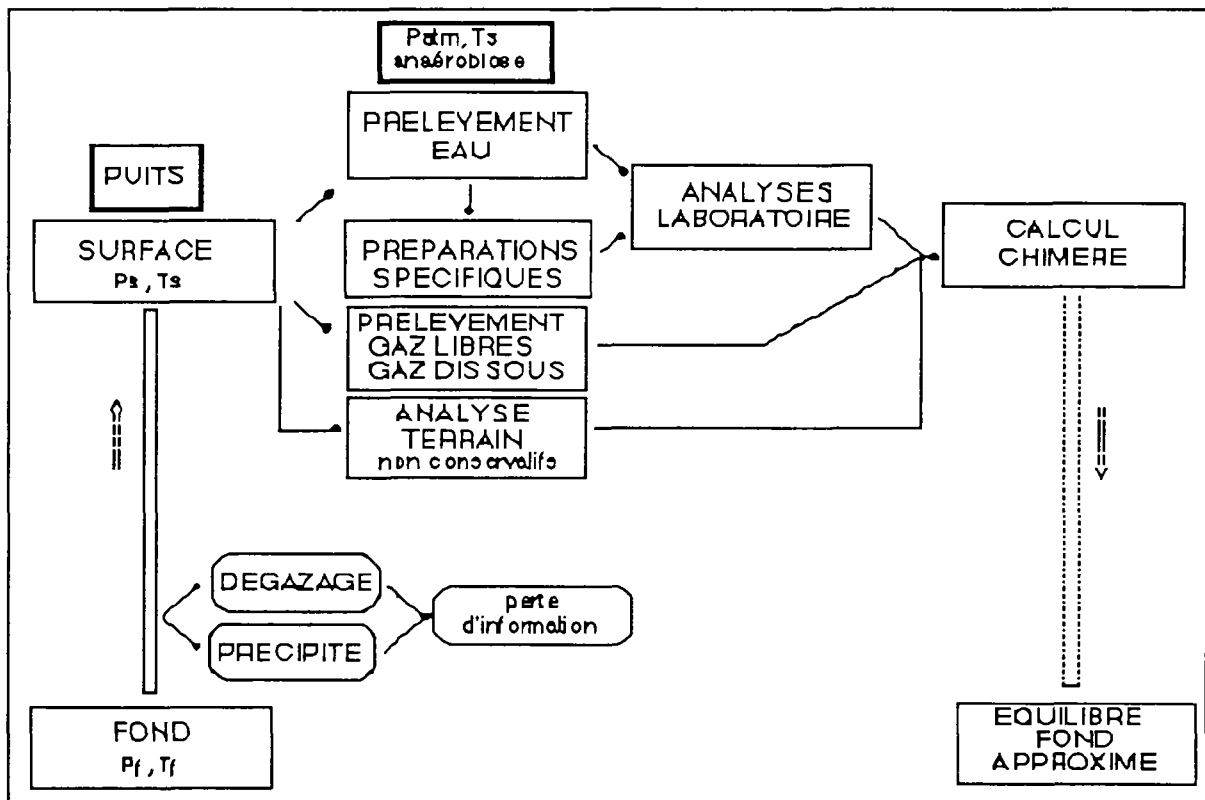 Patm, Ts
anaérobiose
PRELEVEMENT
EAU
PUITS
SURFACE
Ps, Ts
PREPARATIONS
SPECIFIQUES
PRELEVEMENT
GAZ LIBRES
GAZ DISSOUS
ANALYSE
TERRAIN
non conservatifs
ANALYSES
LABORATOIRE
CALCUL
CHIMERE
DEGAZAGE
PRECIPITE
perte
d'information
FOND
Pf, Tf
EQUILIBRE
FOND
APPROXIME